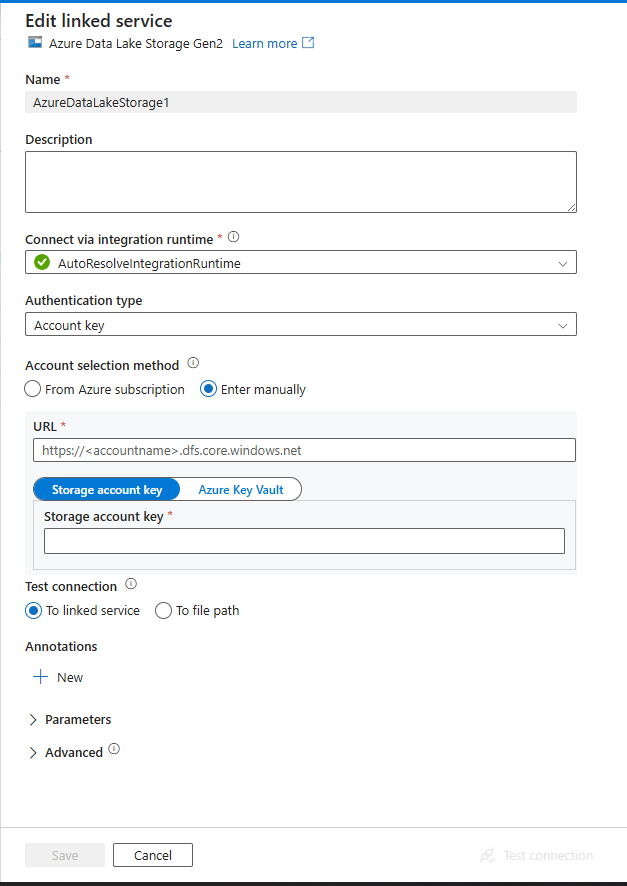 Edit linked service
Azure Data Lake Storage Gen2 Learn more
Name *
AzureDataLakeStorage1
Description
Connect via integration runtime *
AutoResolveIntegrationRuntime
Authentication type
Account key
Account selection method
From Azure subscription Enter manually
URL *
https://<accountname>.dfs.core.windows.net
Storage account key Azure Key Vault
Storage account key *
Test connection
To linked service To file path
Annotations
New
Parameters
Advanced
Save Cancel Test connection